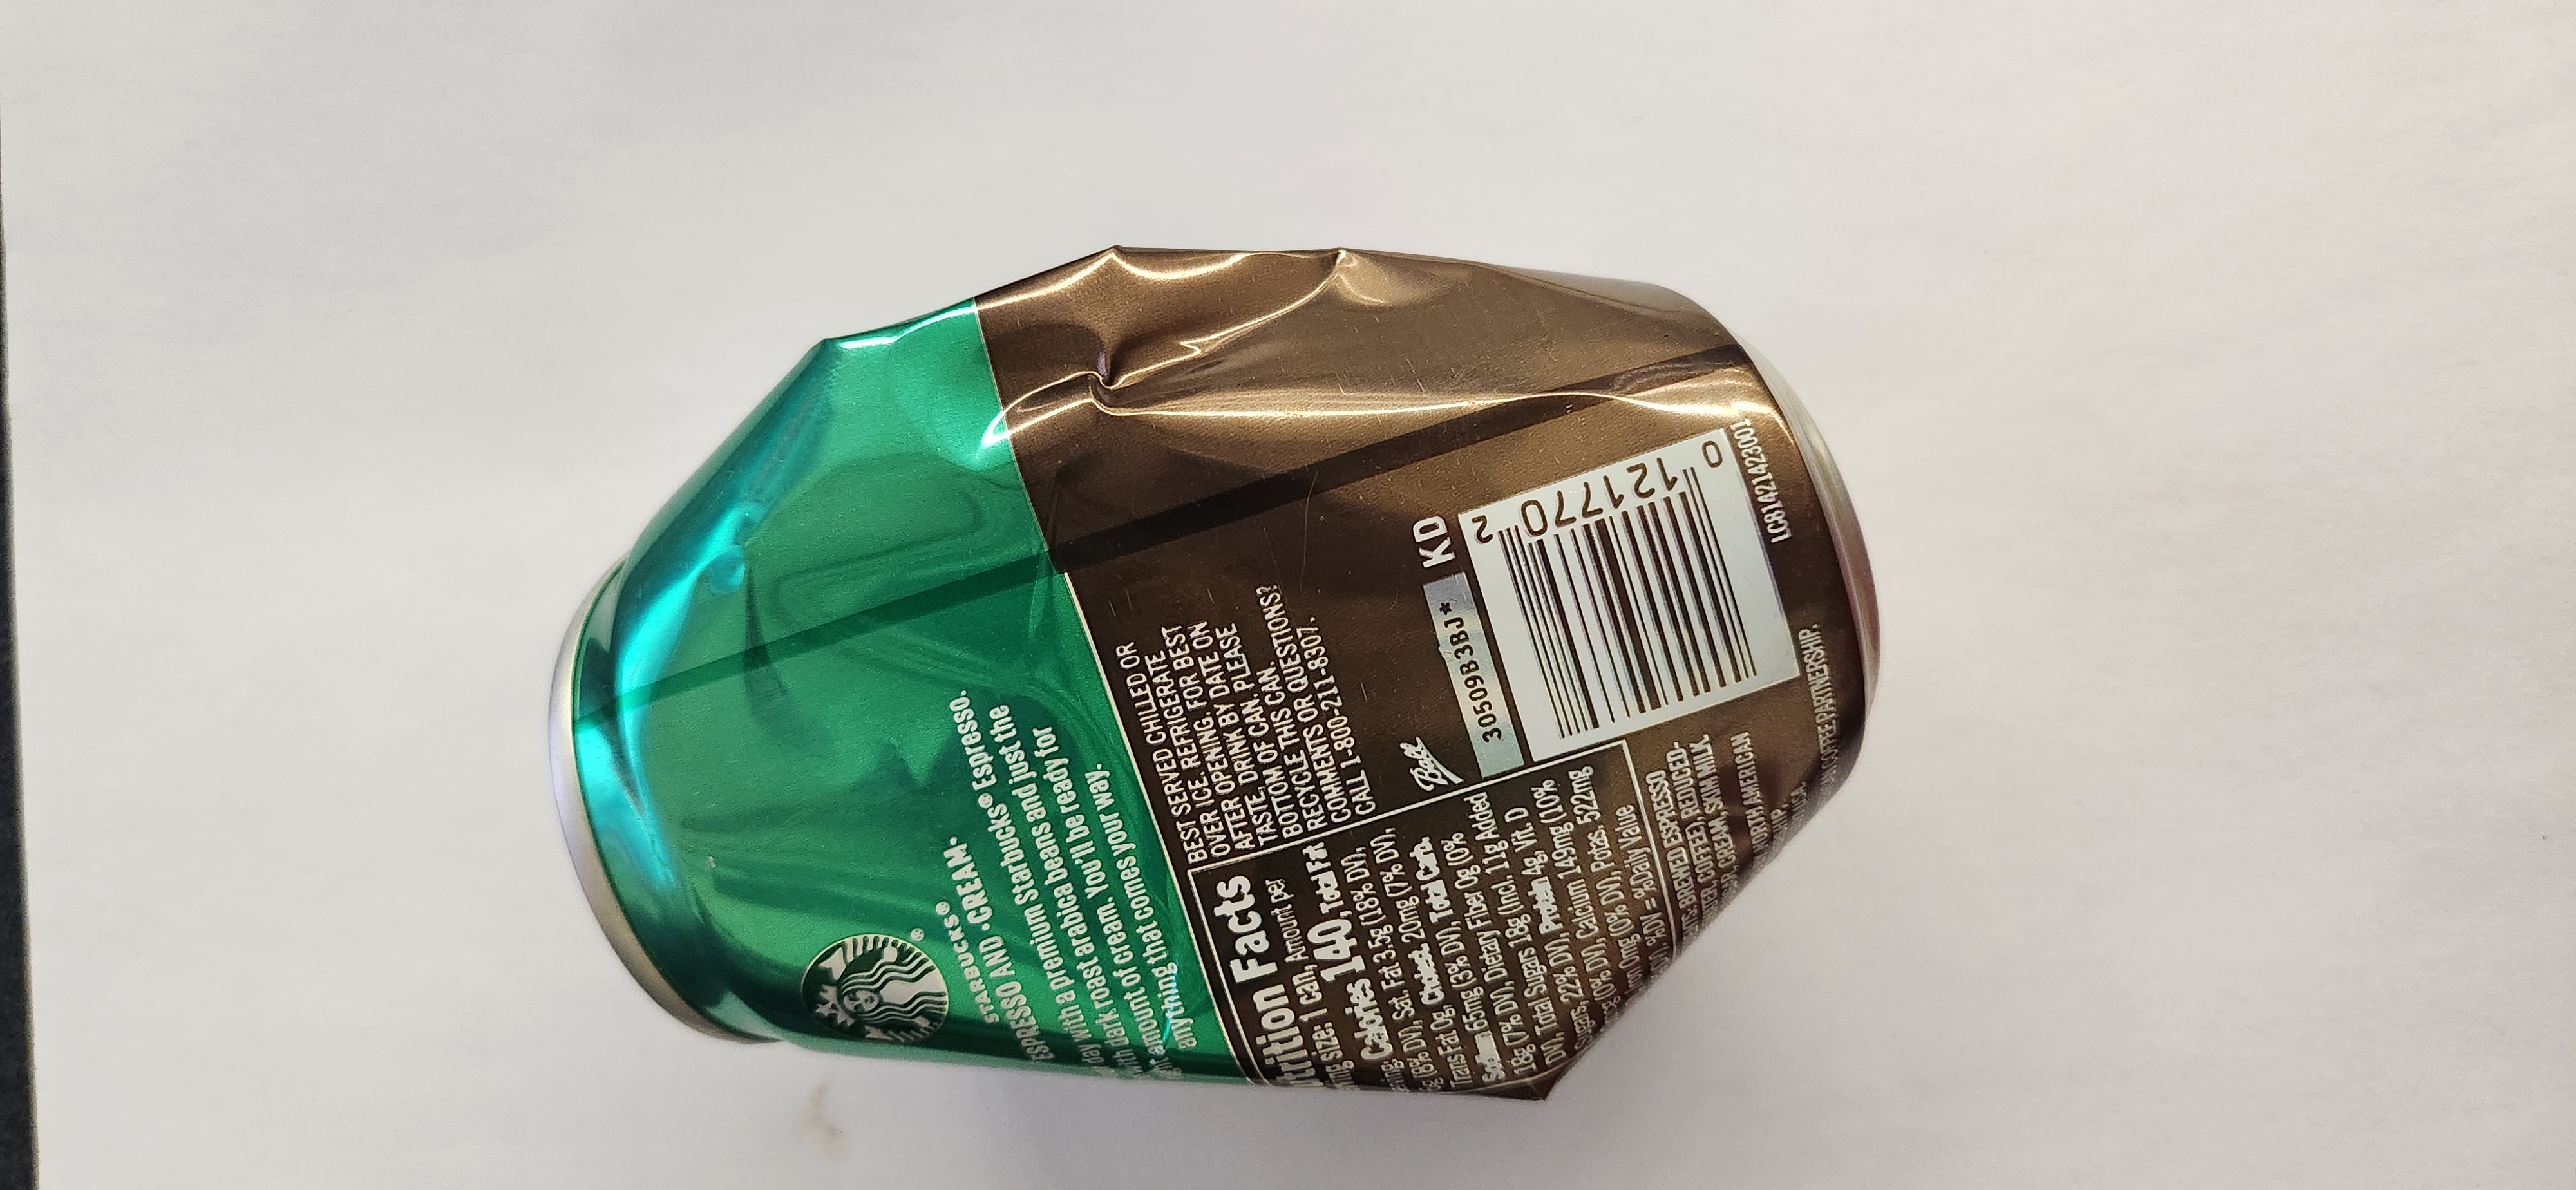 STARBUCKS®
ESPRESSO AND •CREAM•
day with a premium Starbucks® Espresso.
with dark roast arabica beans and just the
amount of cream. You'll be ready for
anything that comes your way.
Nutrition Facts
size: 1 can, Amount per
Calories 140, Total Fat
(8% DV), Sat. Fat 3.5g (18% DV),
Trans Fat 0g, Cholest. 20mg (7% DV),
Sodium 65mg (3% DV), Total Carb.
18g (7% DV), Dietary Fiber 0g (0%
DV), Total Sugars 18g (Incl. 11g Added
Sugars, 22% DV), Protein 4g, Vit. D
(0% DV), Calcium 149mg (10%
Iron 0mg (0% DV), Potas. 522mg
DV). %DV = %Daily Value
BREWED ESPRESSO
COFFEE), REDUCED-
CREAM, SKIM MILK
NORTH AMERICAN
USA
COFFEE PARTNERSHIP.
BEST SERVED CHILLED OR
OVER ICE. REFRIGERATE
AFTER OPENING. FOR BEST
TASTE, DRINK BY DATE ON
BOTTOM OF CAN. PLEASE
RECYCLE THIS CAN.
COMMENTS OR QUESTIONS?
CALL 1-800-211-8307.
Ball
30509B3BJ* KD
0 121770 2
LC81421423001